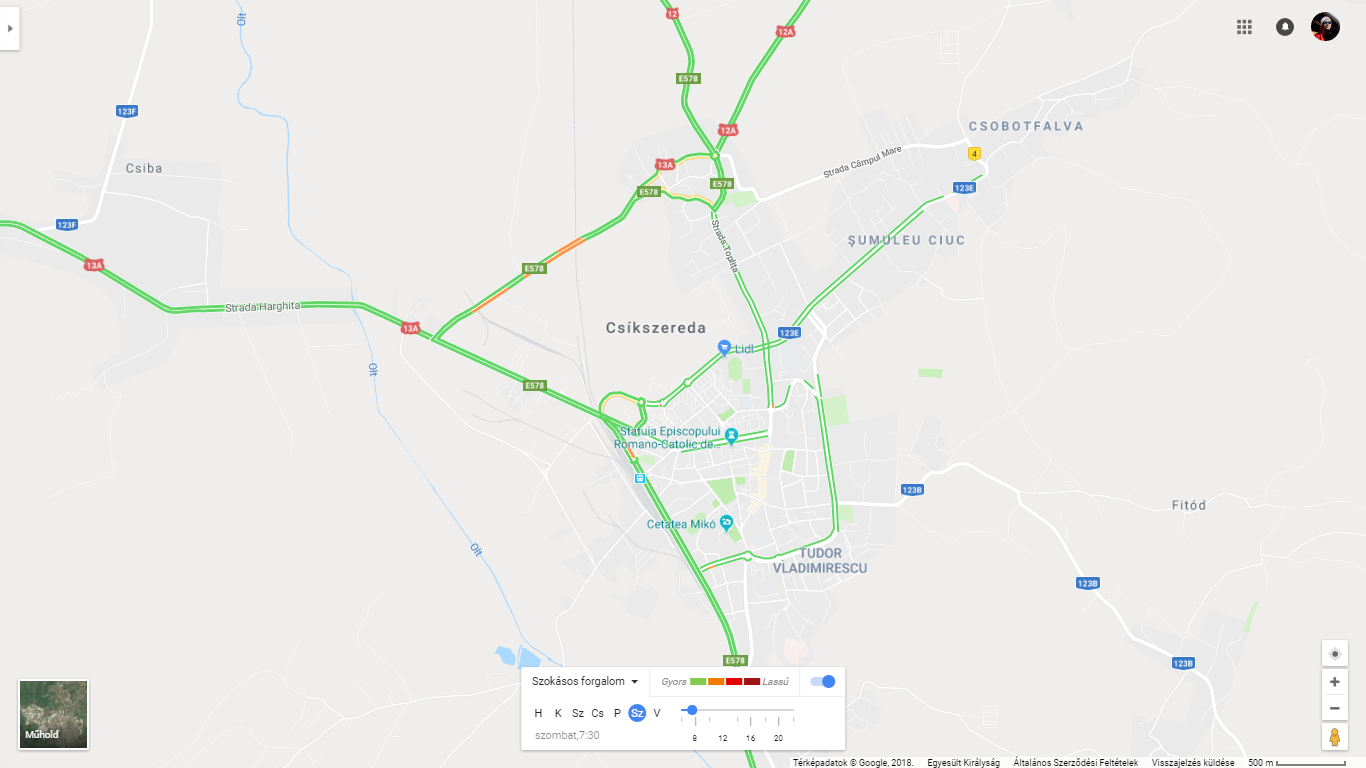 12
Olt
12A
E578
123F
12A
CSOBOTFALVA
Strada Câmpul Mare
4
13A
Csiba
E578
E578
123E
123F
Strada Toplița
ȘUMULEU CIUC
13A
E578
Strada Harghita
13A
Csíkszereda
123E
Lidl
Olt
E578
Statuia Episcopului
Romano-Catolic de...
123B
Fitód
Cetatea Mikó
Olt
TUDOR
VLADIMIRESCU
123B
E578
123B
Szokásos forgalom
Gyors
Lassú
H K Sz Cs P Sz V
szombat,7:30
8 12 16 20
Műhold
Térképadatok © Google, 2018. Egyesült Királyság Általános Szerződési Feltételek Visszajelzés küldése 500 m